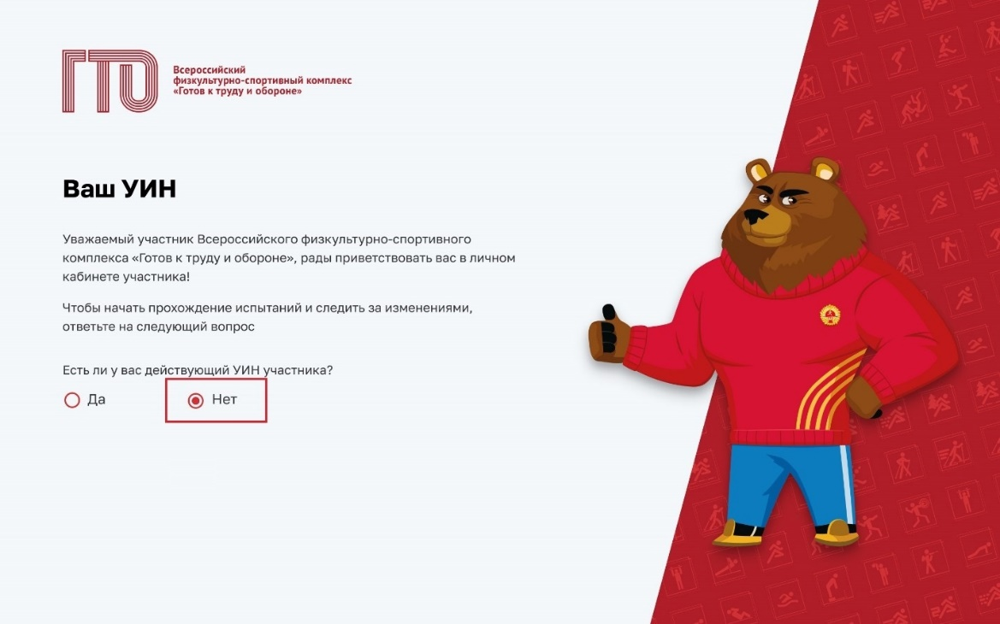 ГТО
Всероссийский
физкультурно-спортивный комплекс
«Готов к труду и обороне»
Ваш УИН
Уважаемый участник Всероссийского физкультурно-спортивного
комплекса «Готов к труду и обороне», рады приветствовать вас в личном
кабинете участника!
Чтобы начать прохождение испытаний и следить за изменениями,
ответьте на следующий вопрос
Есть ли у вас действующий УИН участника?
Да
Нет